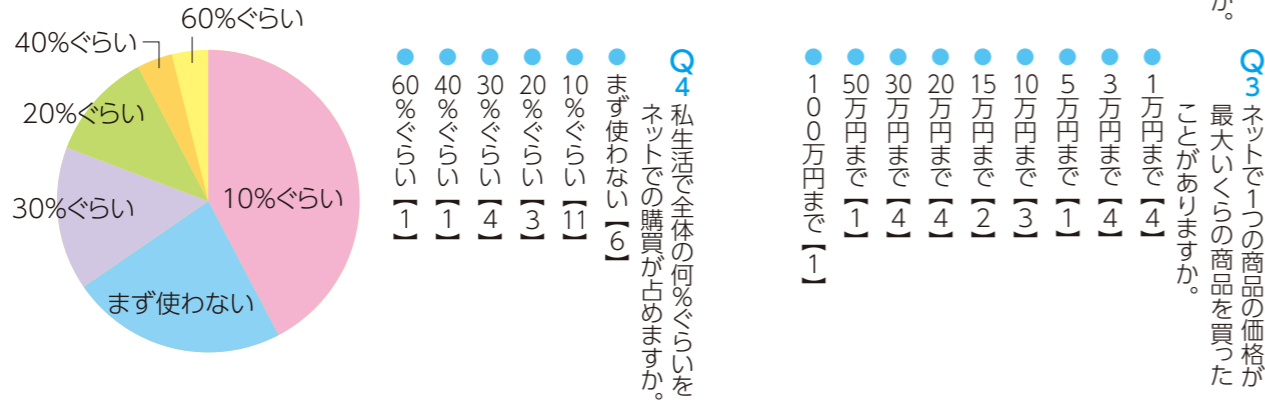 か。
Q3 ネットで1つの商品の価格が
最大いくらの商品を買った
ことがありますか。
●1万円まで【4】
●3万円まで【4】
●5万円まで【1】
●10万円まで【3】
●15万円まで【2】
●20万円まで【4】
●30万円まで【4】
●50万円まで【1】
●100万円まで【1】
Q4 私生活で全体の何%ぐらいを
ネットでの購買が占めますか。
●まず使わない【6】
●10%ぐらい【11】
●20%ぐらい【3】
●30%ぐらい【4】
●40%ぐらい【1】
●60%ぐらい【1】
60%ぐらい
40%ぐらい
20%ぐらい
10%ぐらい
30%ぐらい
まず使わない